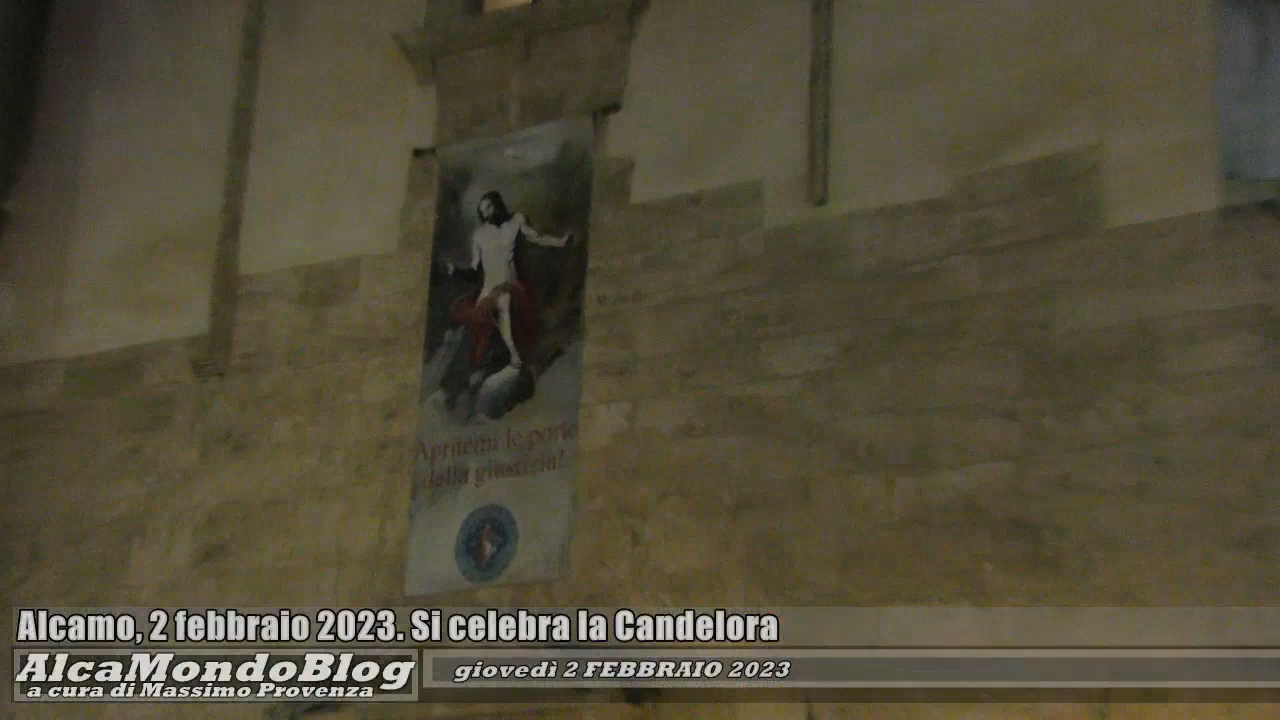 Apritemi le porte
della giustizia!
Alcamo, 2 febbraio 2023. Si celebra la Candelora
AlcaMondoBlog
giovedì 2 FEBBRAIO 2023
a cura di Massimo Provenza